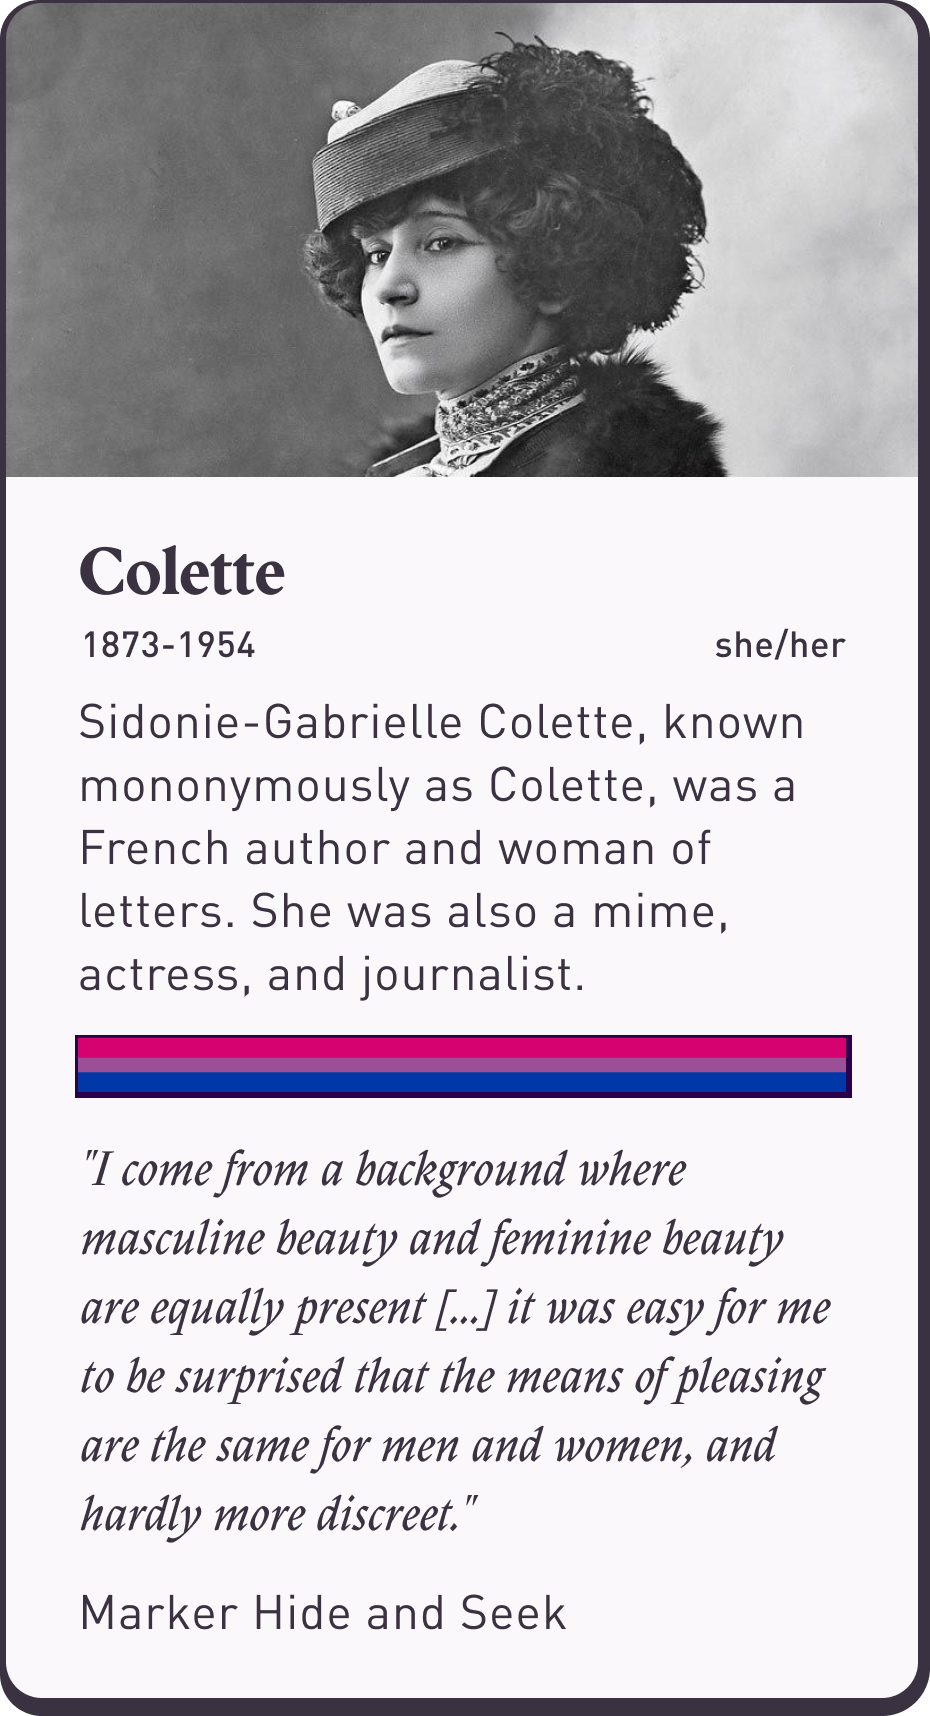 Colette
1873-1954 she/her
Sidonie-Gabrielle Colette, known
mononymously as Colette, was a
French author and woman of
letters. She was also a mime,
actress, and journalist.
"I come from a background where
masculine beauty and feminine beauty
are equally present [...] it was easy for me
to be surprised that the means of pleasing
are the same for men and women, and
hardly more discreet."
Marker Hide and Seek